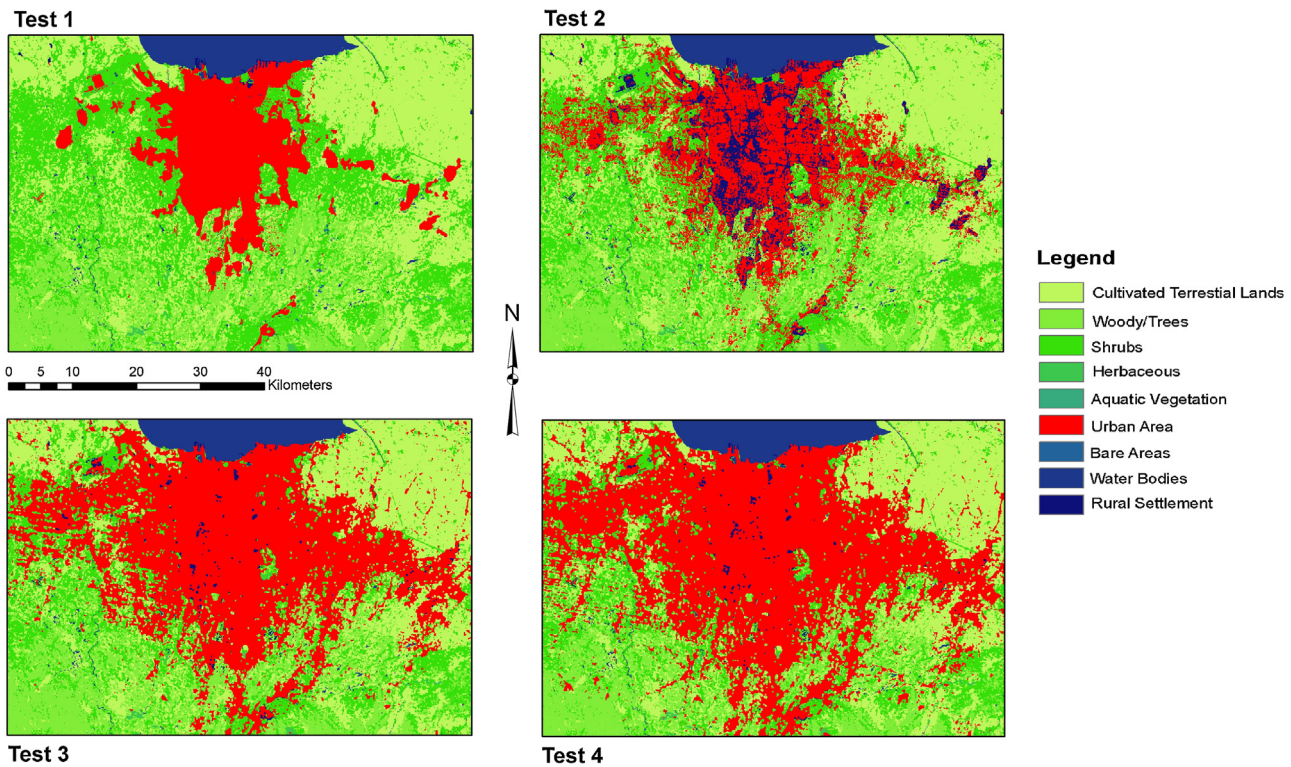 Test 1
Test 2
N
0 5 10 20 30 40
Kilometers
Legend
Cultivated Terrestial Lands
Woody/Trees
Shrubs
Herbaceous
Aquatic Vegetation
Urban Area
Bare Areas
Water Bodies
Rural Settlement
Test 3
Test 4